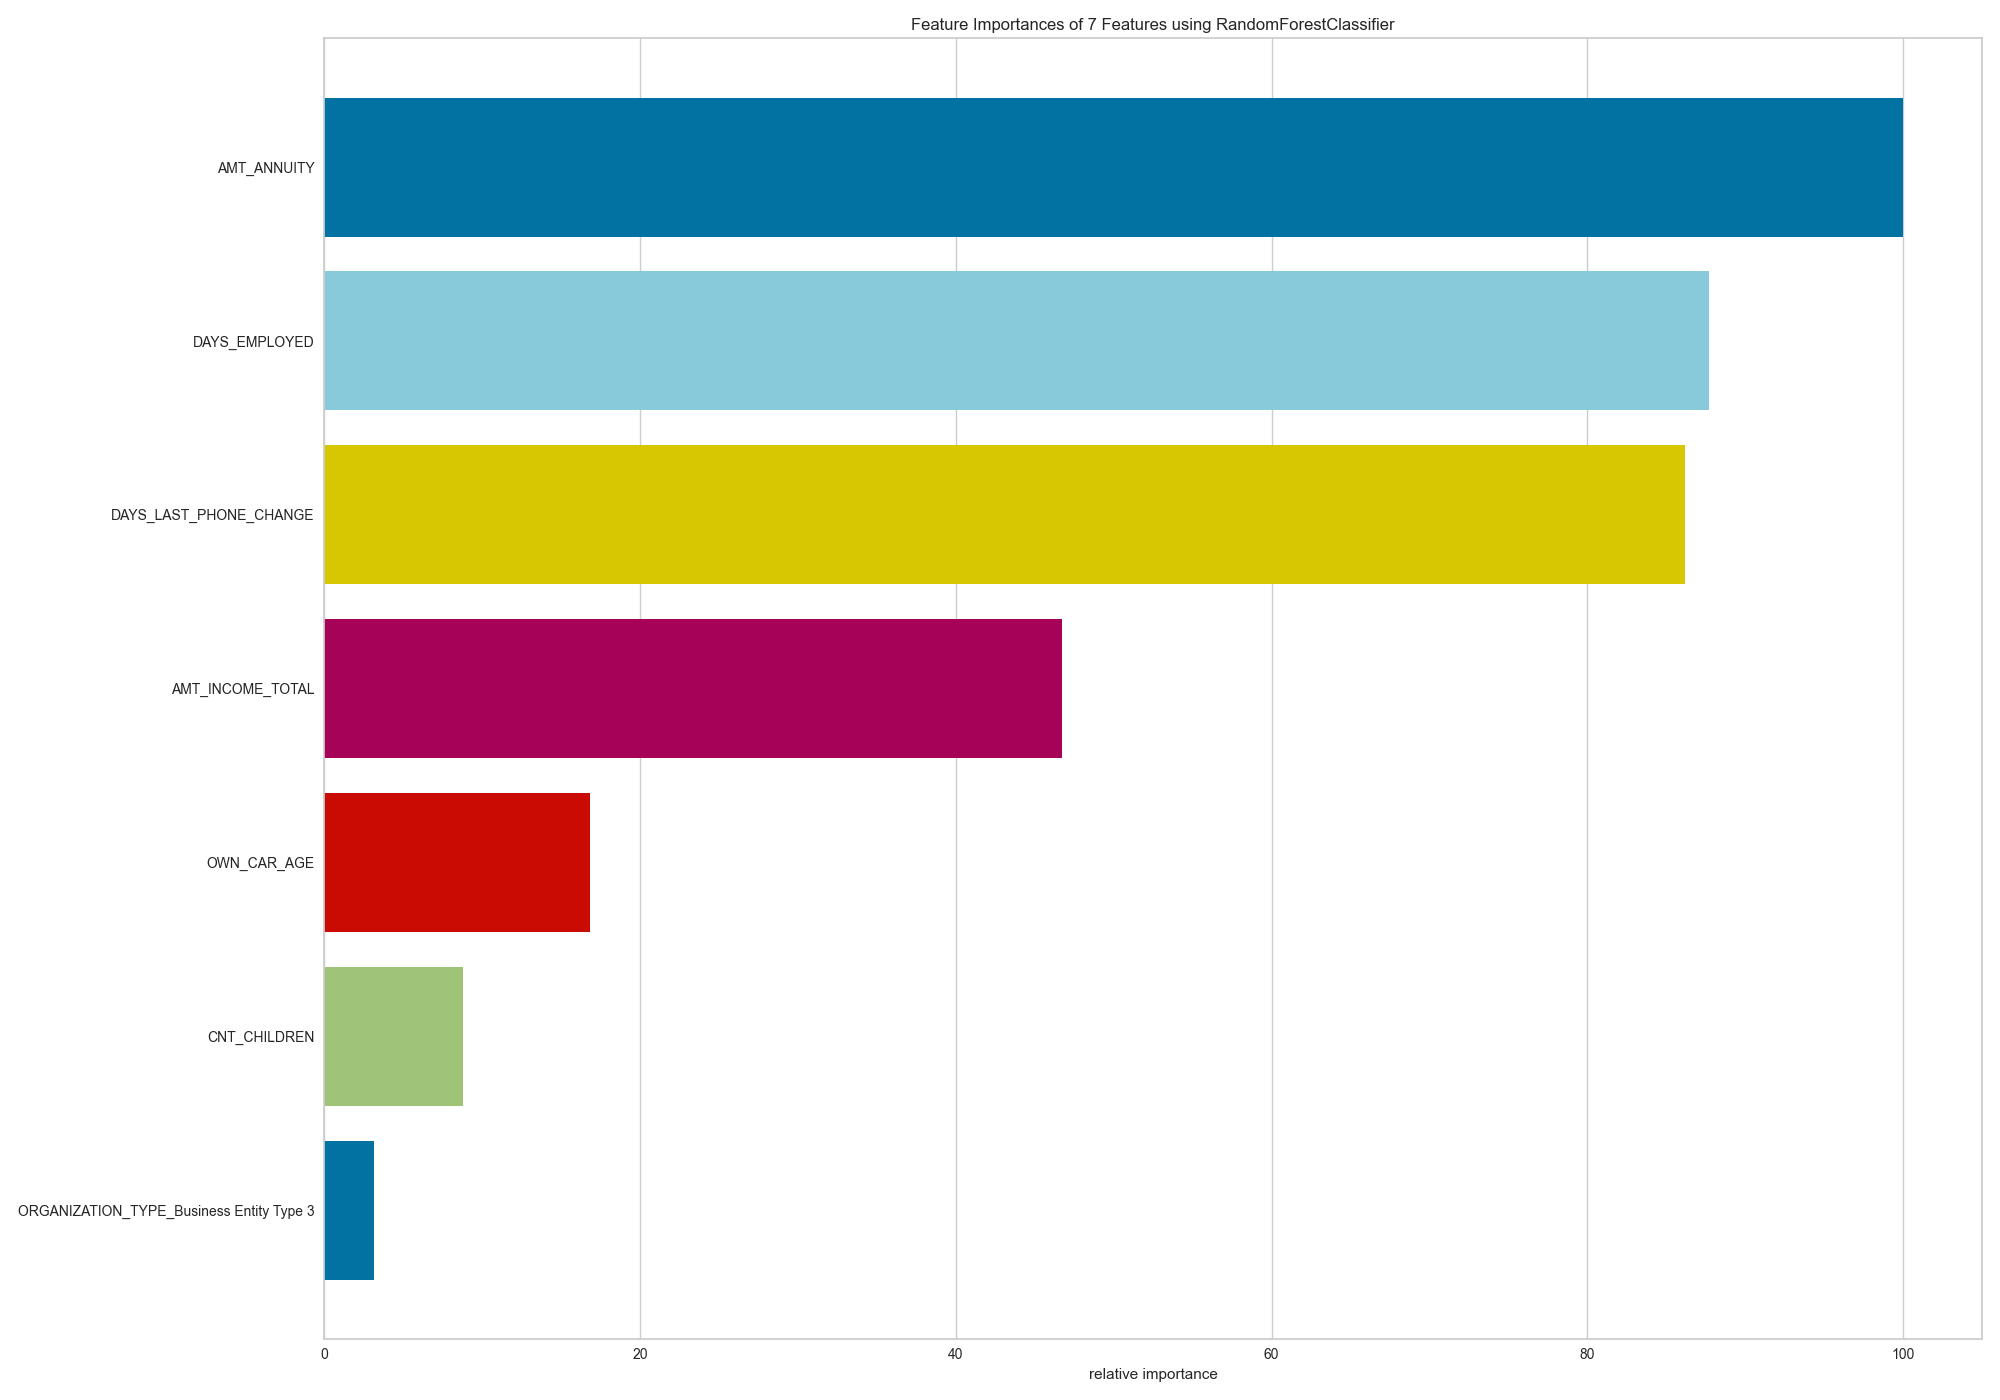 Feature Importances of 7 Features using RandomForestClassifier
AMT_ANNUITY
DAYS_EMPLOYED
DAYS_LAST_PHONE_CHANGE
AMT_INCOME_TOTAL
OWN_CAR_AGE
CNT_CHILDREN
ORGANIZATION_TYPE_Business Entity Type 3
0 20 40 60 80 100
relative importance